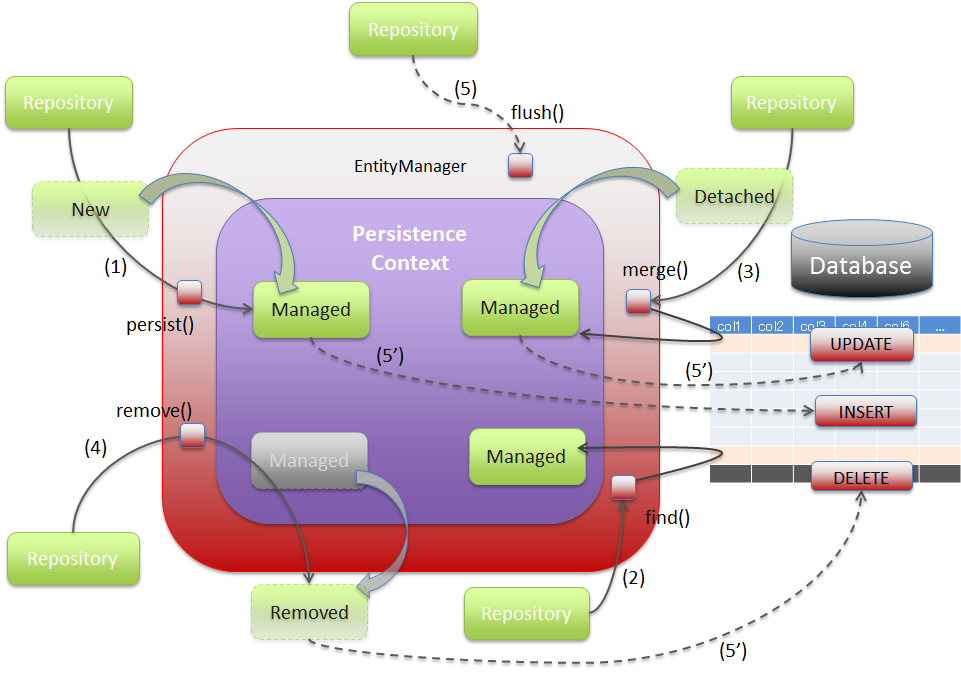 Repository
(5)
flush()
Repository
Repository
EntityManager
New
Detached
Persistence
Context
Database
(1)
merge()
(3)
persist()
Managed
Managed
col1 col2 col3 col4 col6 ...
UPDATE
(5’)
(5’)
INSERT
remove()
(4)
Managed
Managed
DELETE
find()
Repository
(2)
Removed
Repository
(5’)